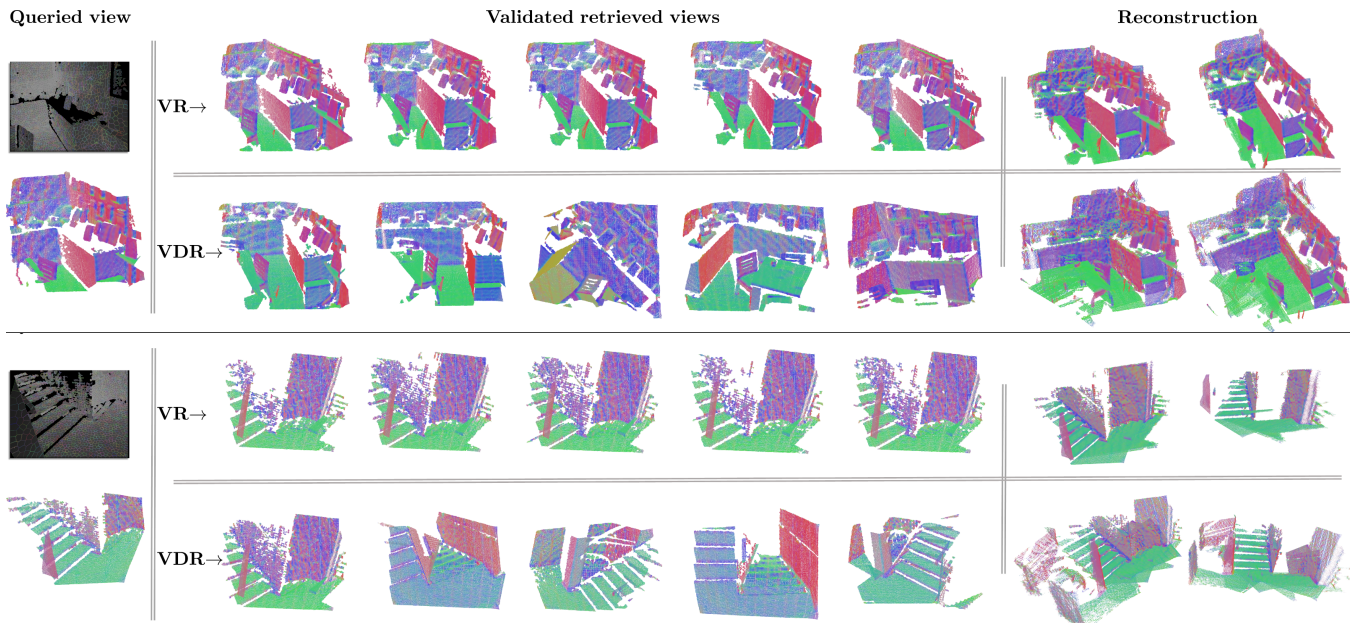 Queried view
Validated retrieved views
Reconstruction
VR→
VDR→
VR→
VDR→